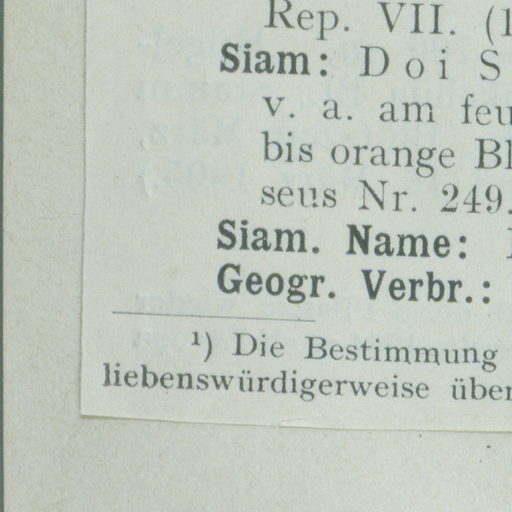 Rep. VII. (1
Siam: Doi S
v. a. am feu
bis orange Bl
seus Nr. 249.
Siam. Name:
Geogr. Verbr.:
¹) Die Bestimmung
liebenswürdigerweise über